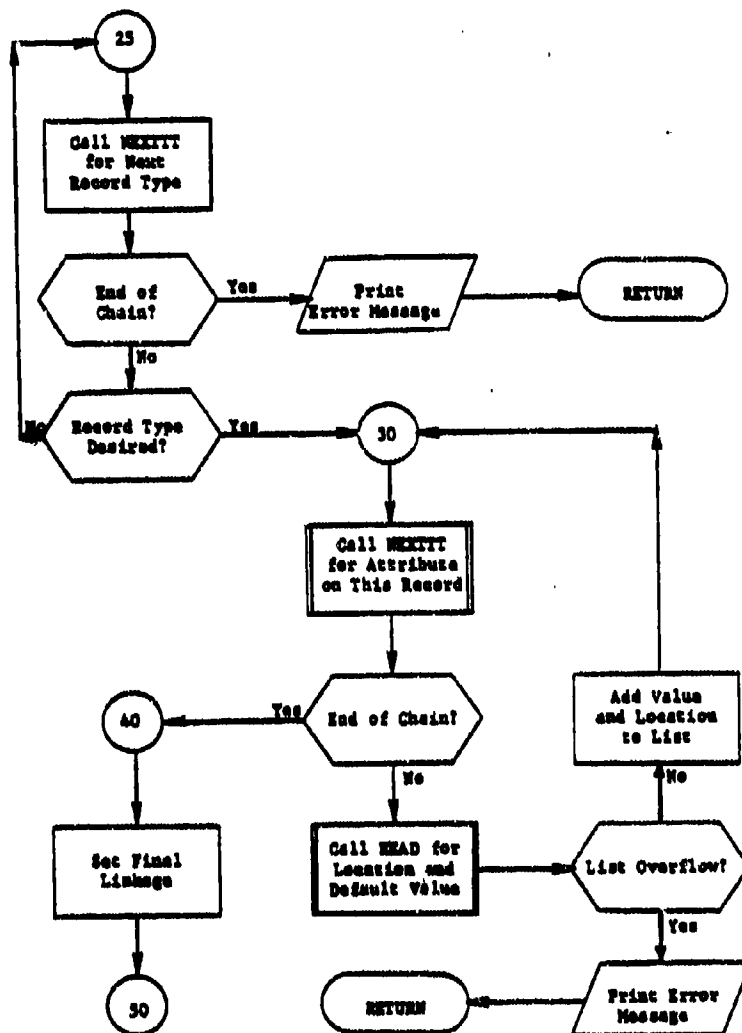 25
Call NEXTTT
for Next
Record Type
End of
Chain?
Yes
Print
Error Message
RETURN
No
Record Type
Desired?
No
Yes
30
Call NEXTTT
for Attribute
on This Record
End of Chain?
Yes
40
No
Add Value
and Location
to List
No
Set Final
Linkage
Call HEAD for
Location and
Default Value
List Overflow?
Yes
50
RETURN
Print Error
Message